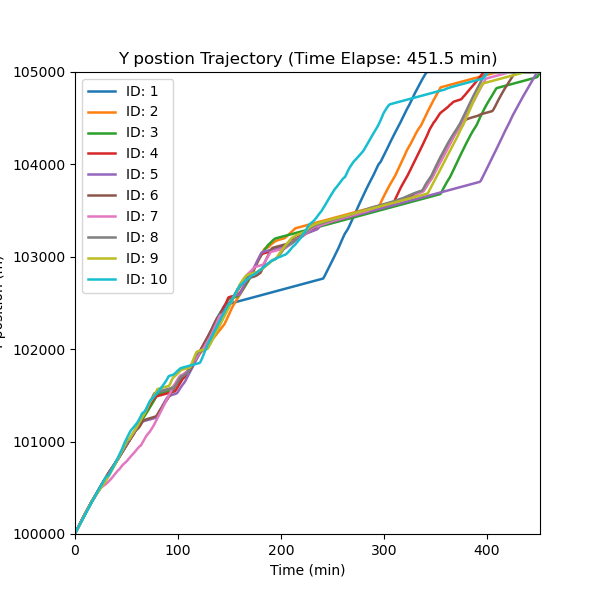 Y postion Trajectory (Time Elapse: 451.5 min)
105000
104000
103000
102000
101000
100000
ID: 1
ID: 2
ID: 3
ID: 4
ID: 5
ID: 6
ID: 7
ID: 8
ID: 9
ID: 10
0 100 200 300 400
Time (min)